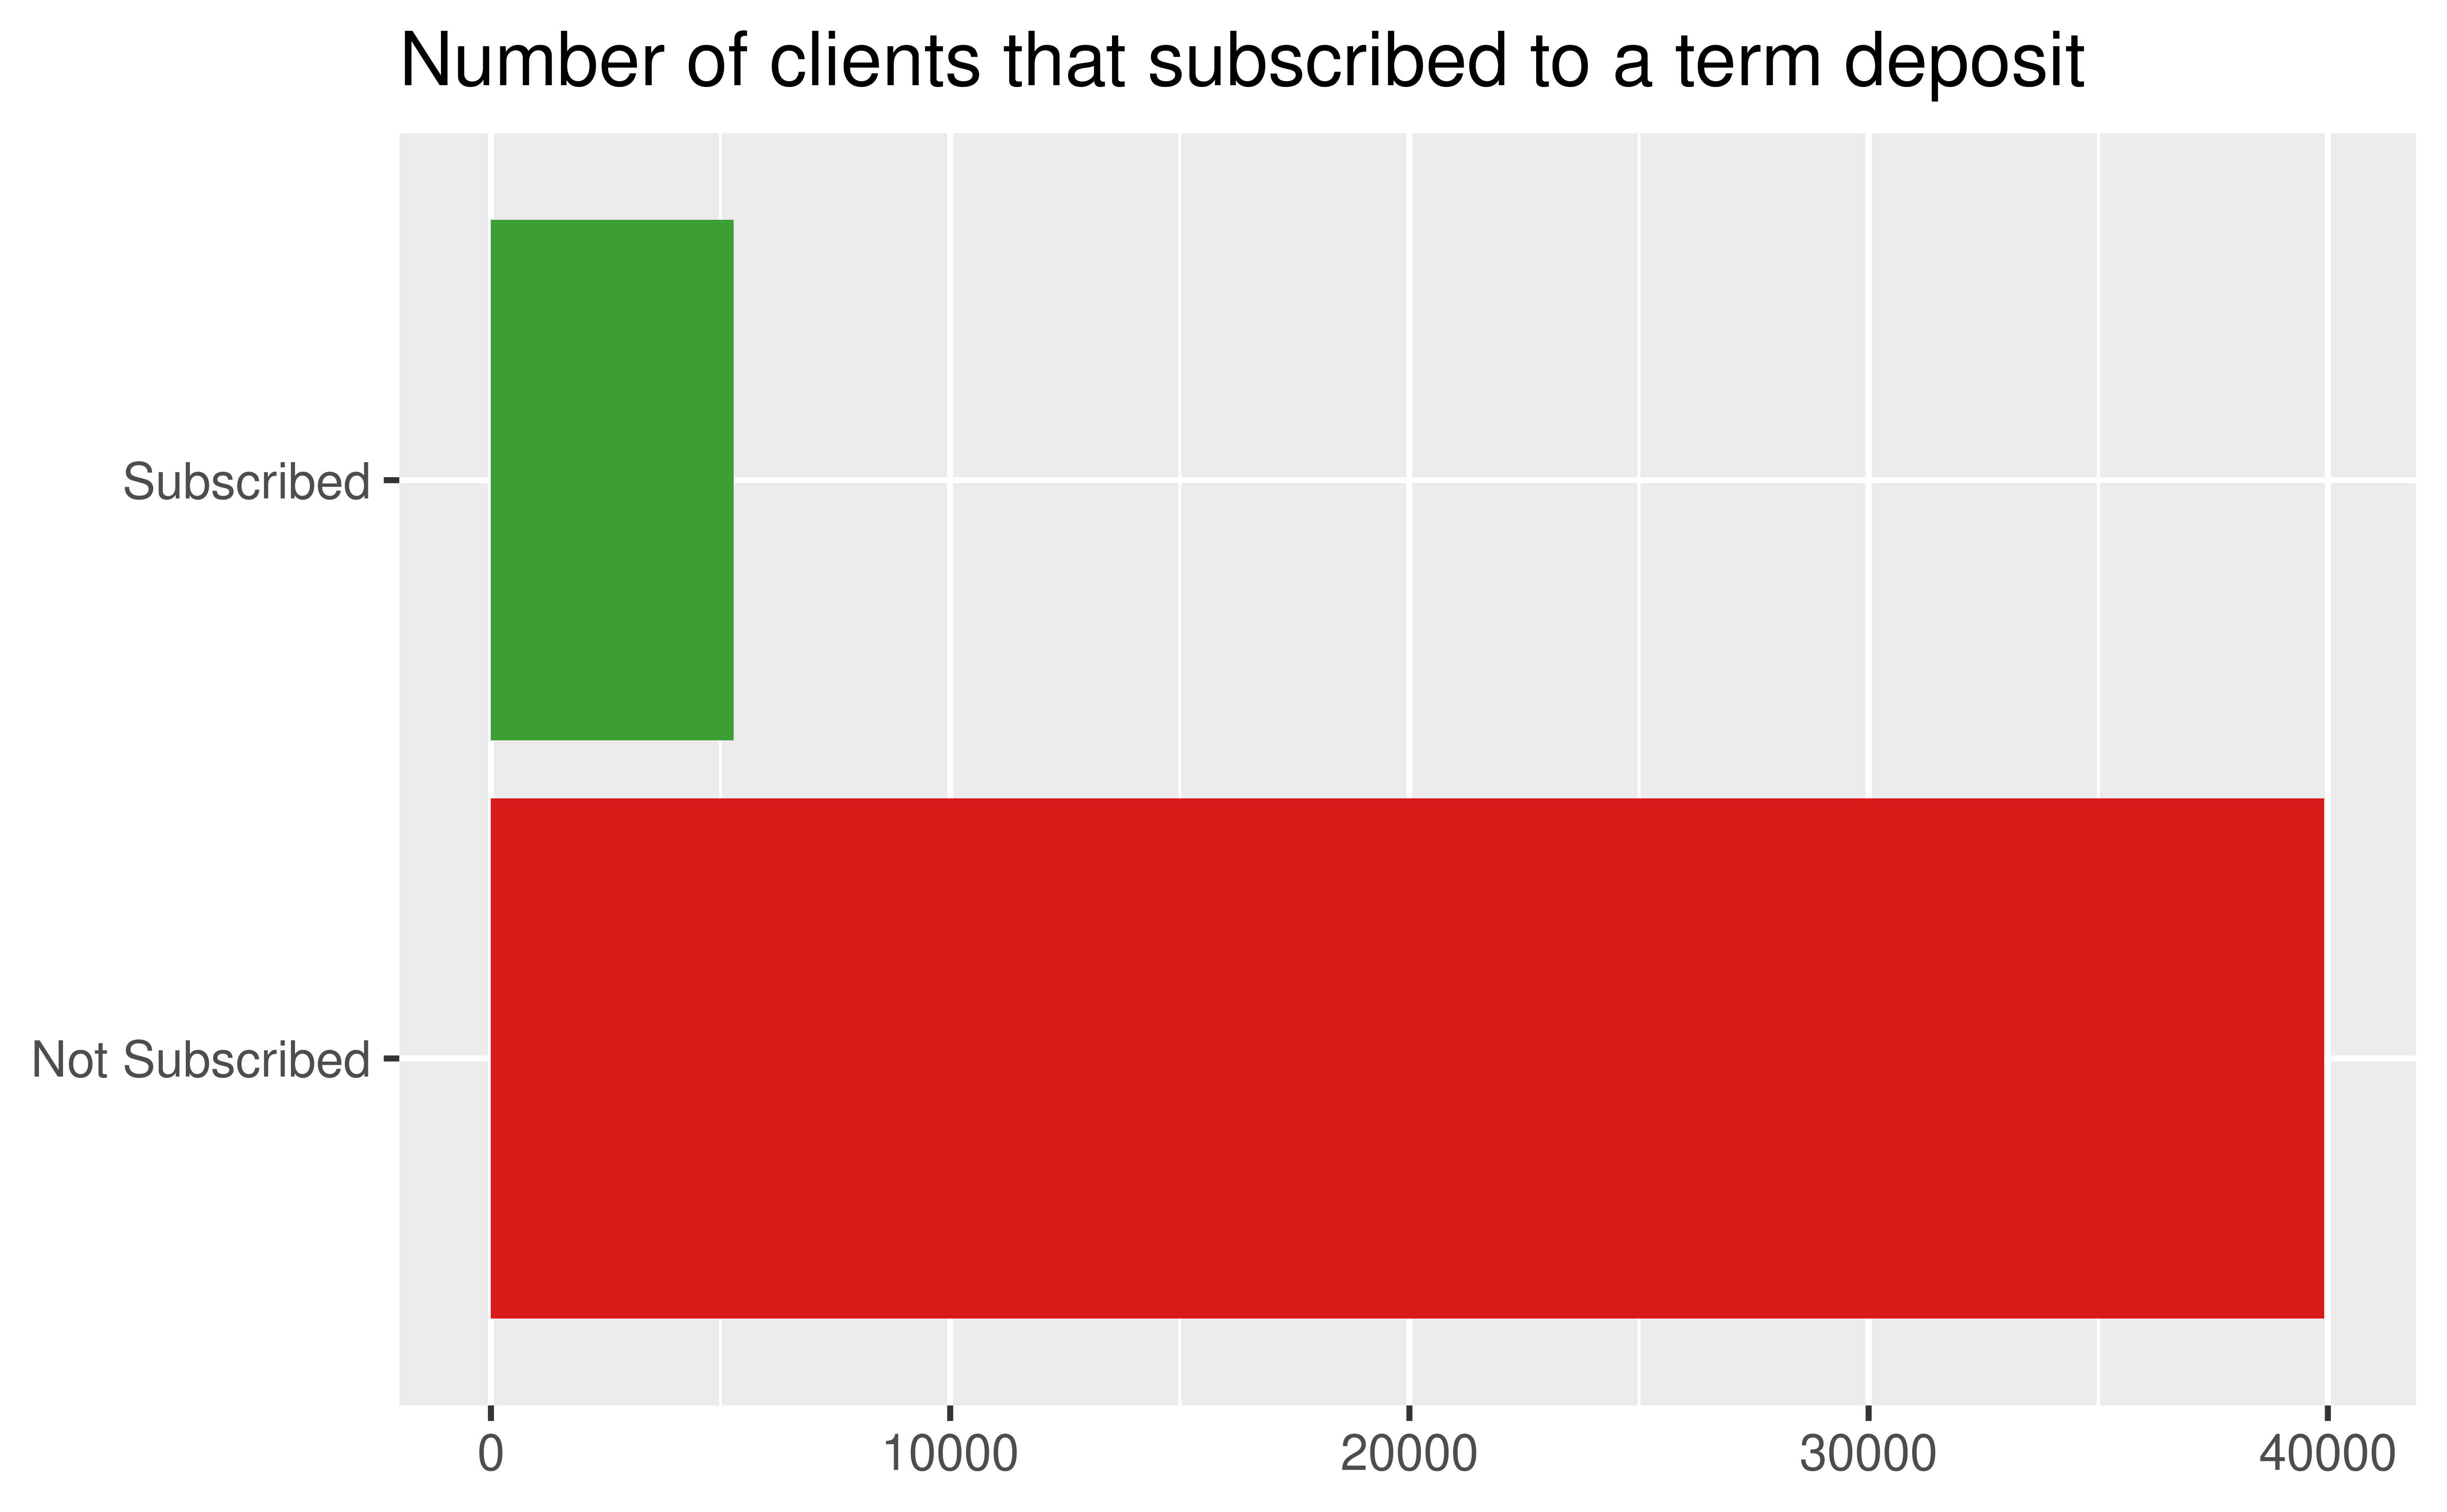 Number of clients that subscribed to a term deposit
Subscribed
Not Subscribed
0 10000 20000 30000 40000